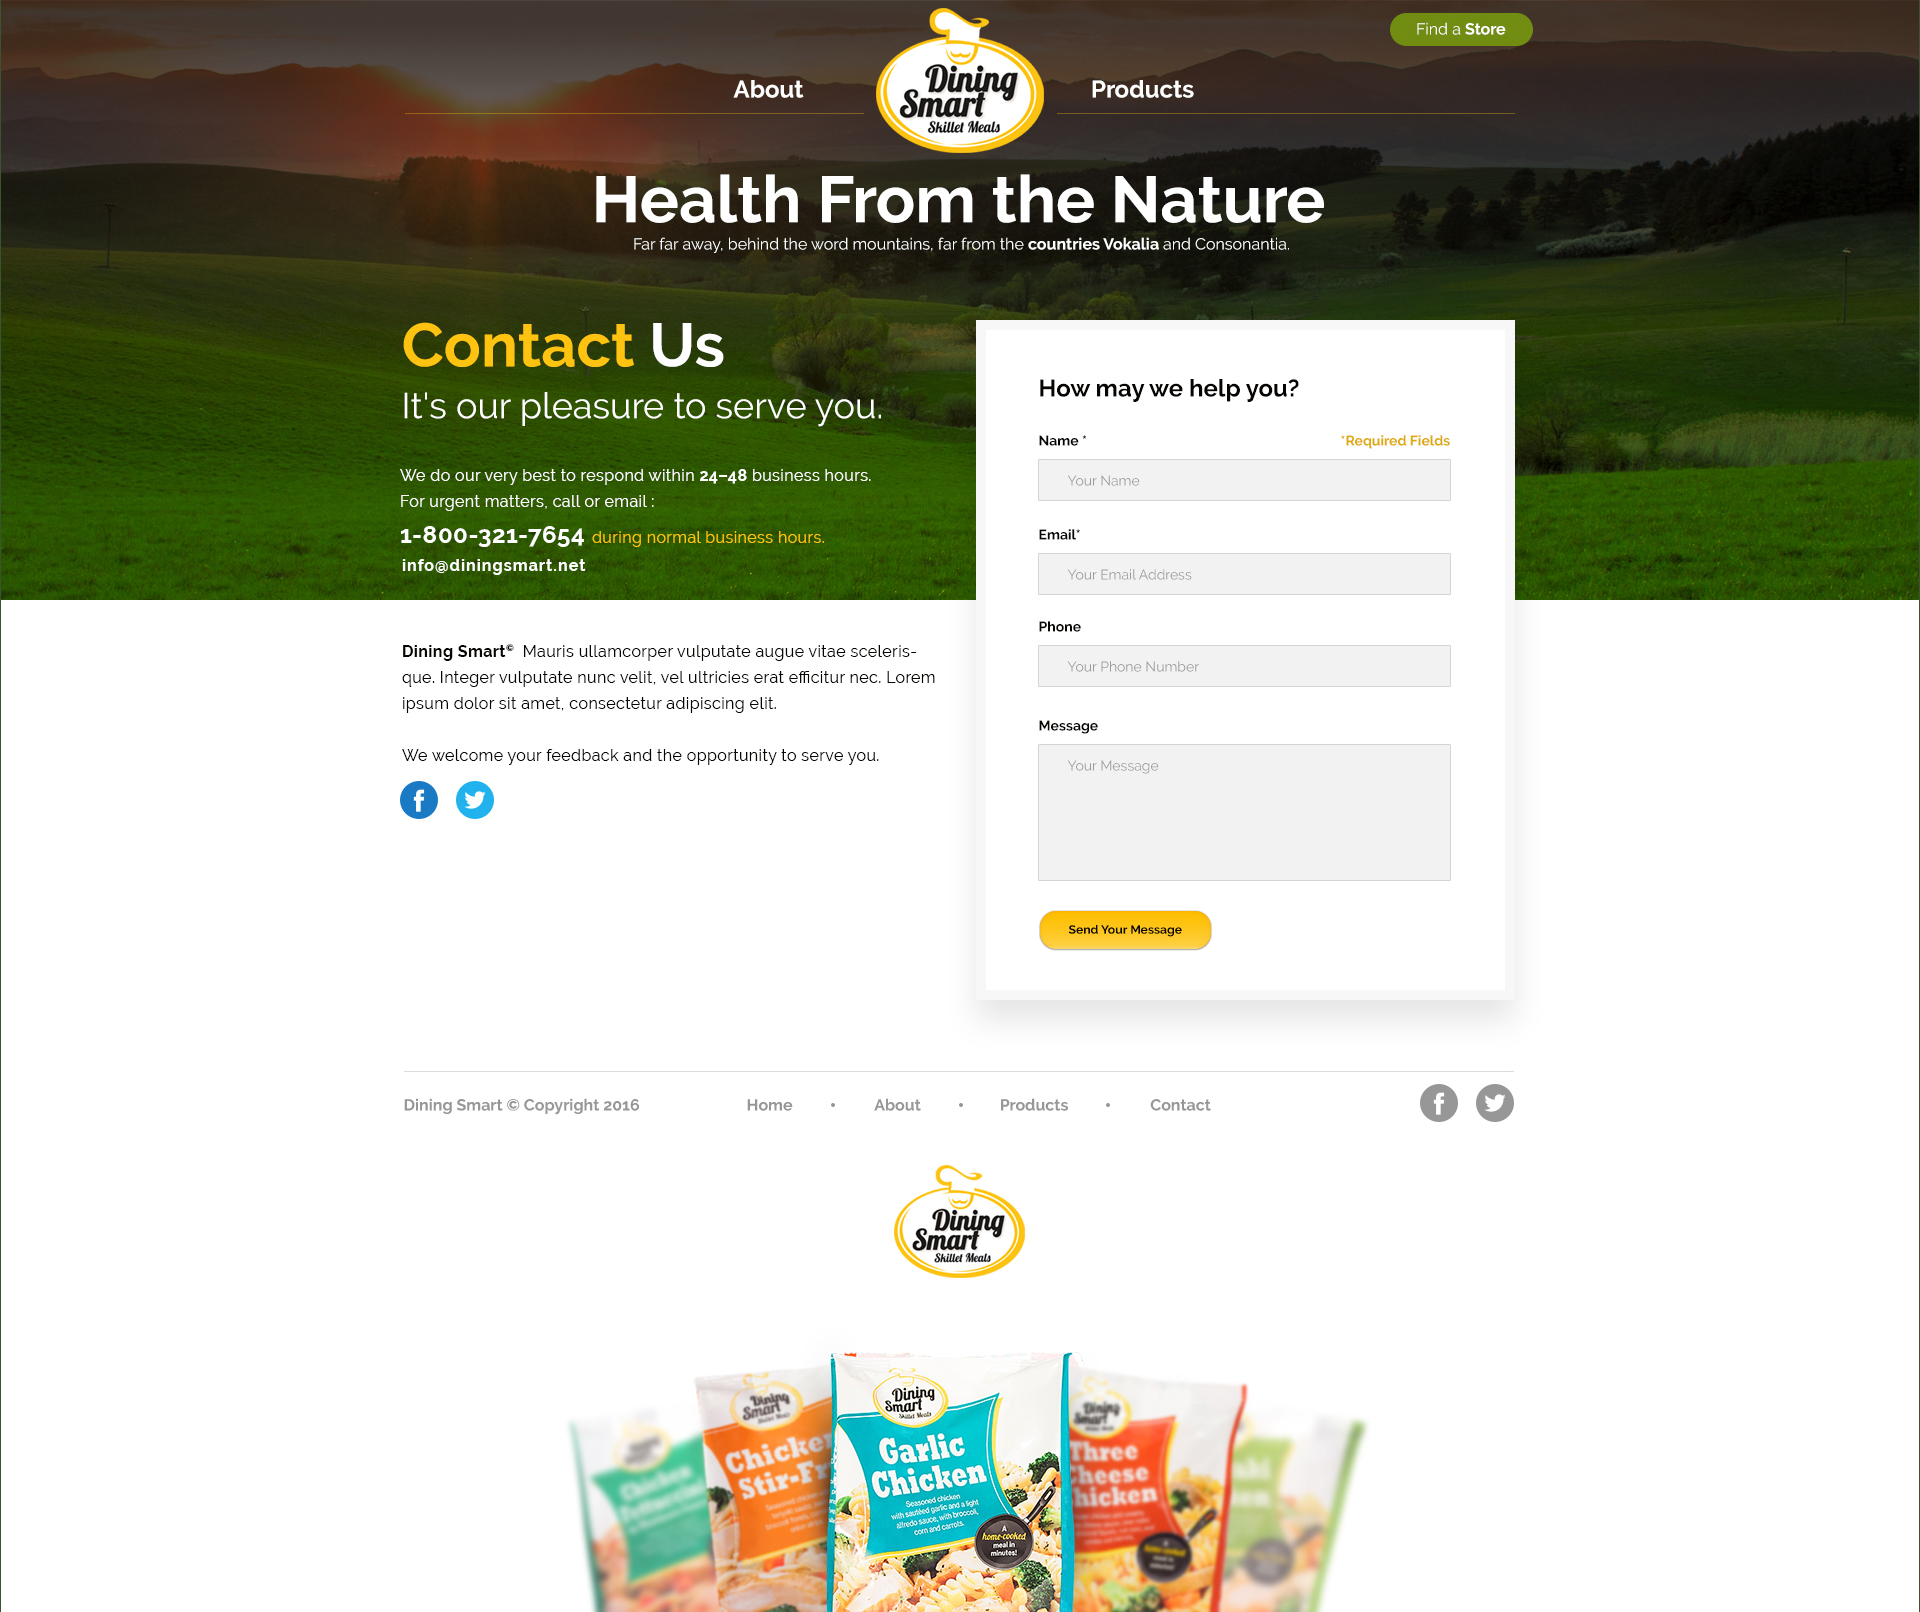 Find a Store
About
Products
Dining
Smart
Skillet Meals
Health From the Nature
Far far away, behind the word mountains, far from the countries Vokalia and Consonantia.
Contact Us
It's our pleasure to serve you.
We do our very best to respond within 24–48 business hours.
For urgent matters, call or email :
1-800-321-7654 during normal business hours.
info@diningsmart.net
Dining Smart© Mauris ullamcorper vulputate augue vitae sceleris-
que. Integer vulputate nunc velit, vel ultricies erat efficitur nec. Lorem
ipsum dolor sit amet, consectetur adipiscing elit.
We welcome your feedback and the opportunity to serve you.
How may we help you?
Name *
*Required Fields
Your Name
Email*
Your Email Address
Phone
Your Phone Number
Message
Your Message
Send Your Message
Dining Smart © Copyright 2016
Home • About • Products • Contact
Dining
Smart
Skillet Meals
Dining
Smart
Skillet Meals
Garlic
Chicken
Seasoned chicken
with sautéed garlic and a light
alfredo sauce, with broccoli,
corn and carrots.
A
home-cooked
meal in
minutes!
Dining
Smart
Chicken
Stir-Fr
Dining
Smart
Three
Cheese
Chicken